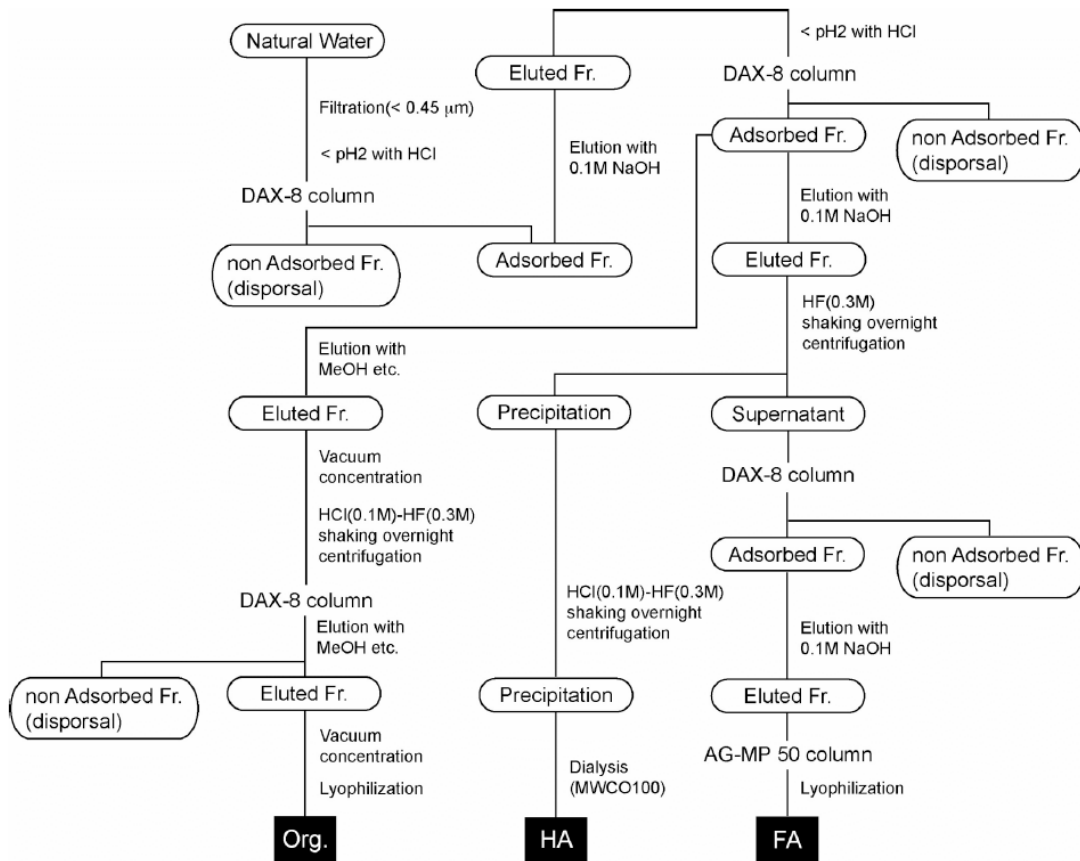 Natural Water
Filtration(< 0.45 μm)
< pH2 with HCl
DAX-8 column
non Adsorbed Fr.
(disporsal)
Adsorbed Fr.
Elution with
0.1M NaOH
Eluted Fr.
< pH2 with HCl
DAX-8 column
Adsorbed Fr.
non Adsorbed Fr.
(disporsal)
Elution with
0.1M NaOH
Eluted Fr.
HF(0.3M)
shaking overnight
centrifugation
Elution with
MeOH etc.
Eluted Fr.
Vacuum
concentration
HCl(0.1M)-HF(0.3M)
shaking overnight
centrifugation
DAX-8 column
Elution with
MeOH etc.
non Adsorbed Fr.
(disporsal)
Eluted Fr.
Vacuum
concentration
Lyophilization
Org.
Precipitation
HCl(0.1M)-HF(0.3M)
shaking overnight
centrifugation
Precipitation
Dialysis
(MWCO100)
HA
Supernatant
DAX-8 column
Adsorbed Fr.
non Adsorbed Fr.
(disporsal)
Elution with
0.1M NaOH
Eluted Fr.
AG-MP 50 column
Lyophilization
FA